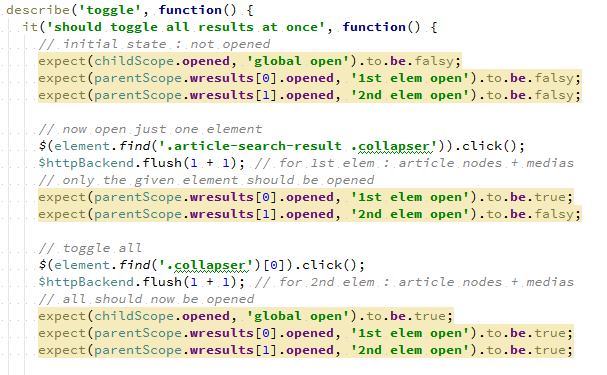 describe('toggle', function() {
it('should toggle all results at once', function() {
// initial state : not opened
expect(childScope.opened, 'global open').to.be.falsy;
expect(parentScope.wresults[0].opened, '1st elem open').to.be.falsy;
expect(parentScope.wresults[1].opened, '2nd elem open').to.be.falsy;
// now open just one element
$(element.find('.article-search-result .collapser')).click();
$httpBackend.flush(1 + 1); // for 1st elem : article nodes + medias
// only the given element should be opened
expect(parentScope.wresults[0].opened, '1st elem open').to.be.true;
expect(parentScope.wresults[1].opened, '2nd elem open').to.be.falsy;
// toggle all
$(element.find('.collapser')[0]).click();
$httpBackend.flush(1 + 1); // for 2nd elem : article nodes + medias
// all should now be opened
expect(childScope.opened, 'global open').to.be.true;
expect(parentScope.wresults[0].opened, '1st elem open').to.be.true;
expect(parentScope.wresults[1].opened, '2nd elem open').to.be.true;